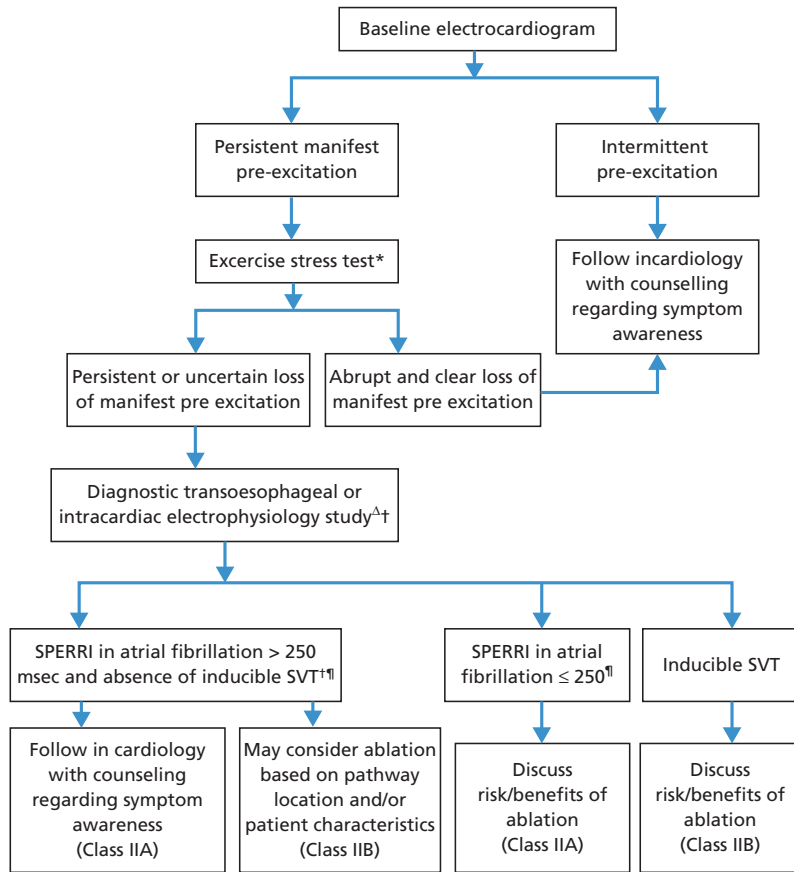 Baseline electrocardiogram
Persistent manifest
pre-excitation
Intermittent
pre-excitation
Excercise stress test*
Follow incardiology
with counselling
regarding symptom
awareness
Persistent or uncertain loss
of manifest pre excitation
Abrupt and clear loss of
manifest pre excitation
Diagnostic transoesophageal or
intracardiac electrophysiology studyΔ†
SPERRI in atrial fibrillation > 250
msec and absence of inducible SVT†¶
SPERRI in atrial
fibrillation ≤ 250¶
Inducible SVT
Follow in cardiology
with counseling
regarding symptom
awareness
(Class IIA)
May consider ablation
based on pathway
location and/or
patient characteristics
(Class IIB)
Discuss
risk/benefits of
ablation
(Class IIA)
Discuss
risk/benefits of
ablation
(Class IIB)